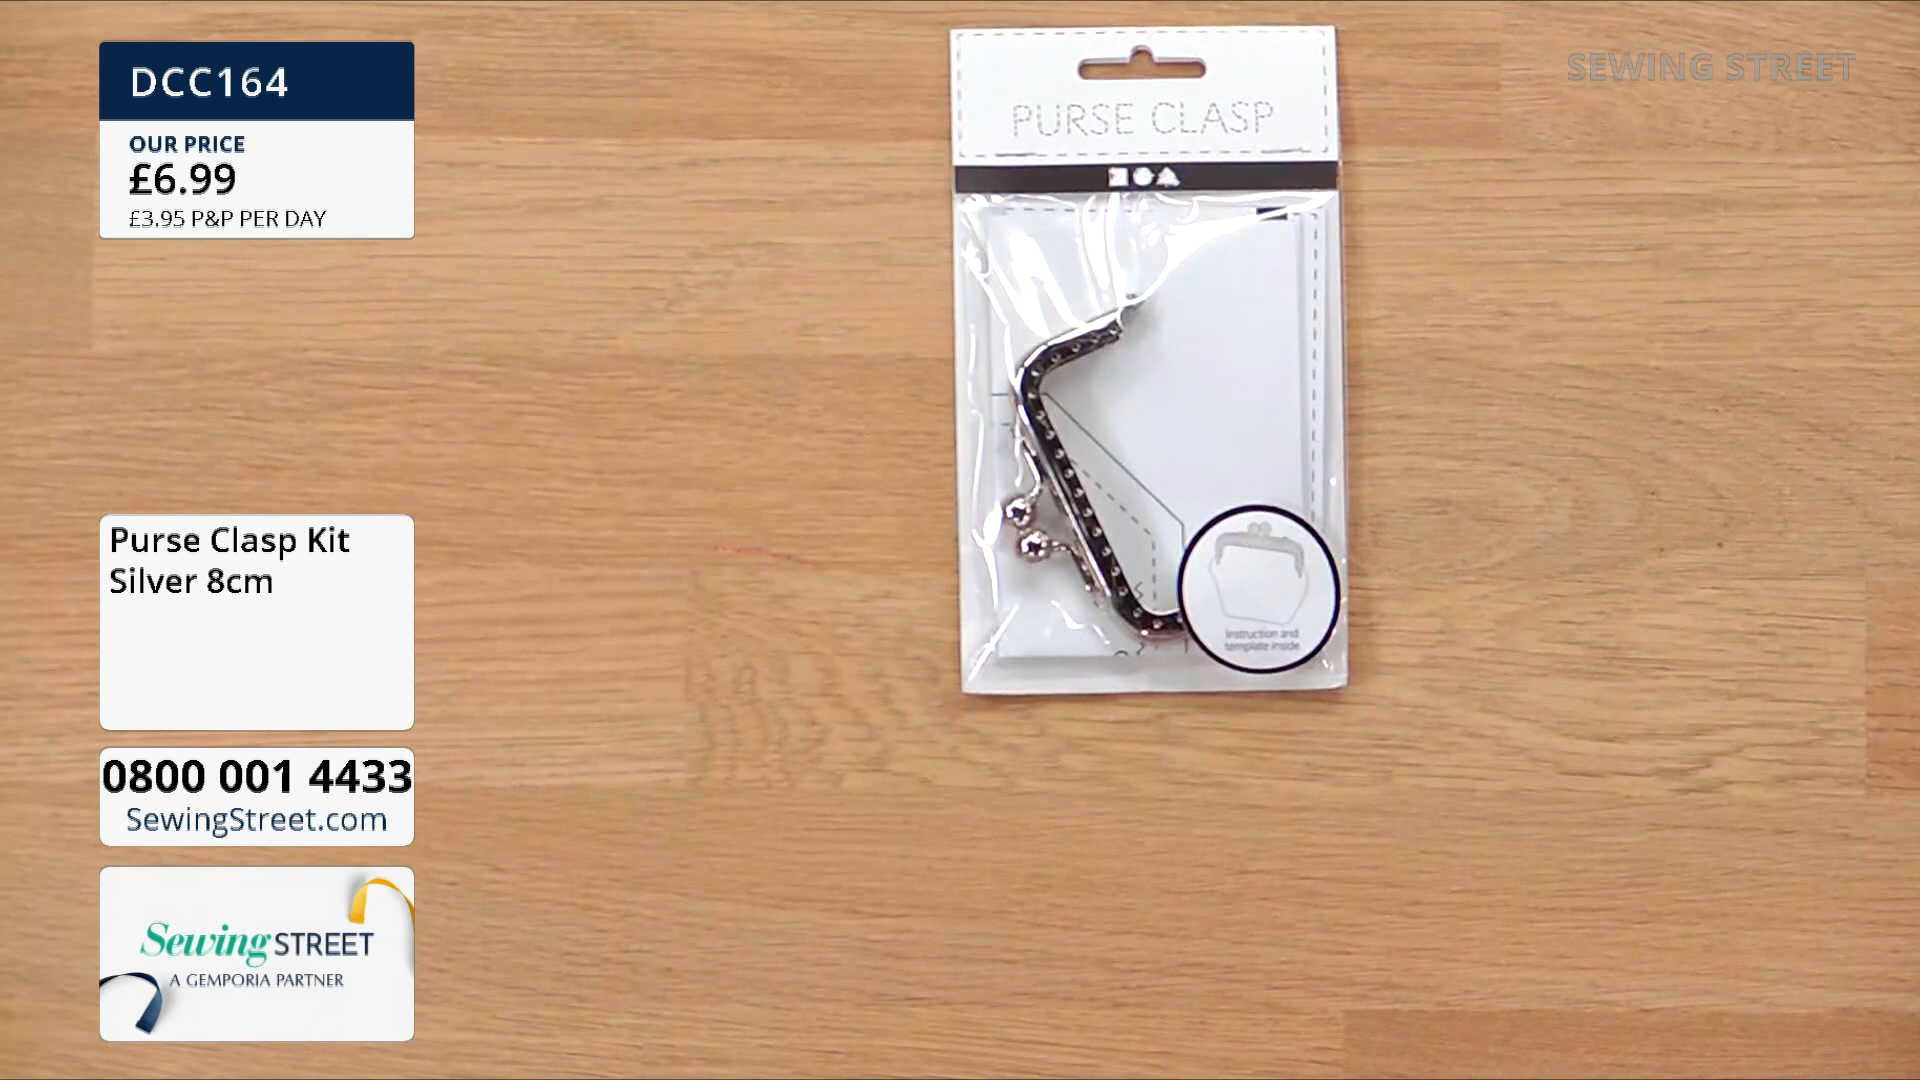 DCC164
OUR PRICE
£6.99
£3.95 P&P PER DAY
Purse Clasp Kit
Silver 8cm
0800 001 4433
SewingStreet.com
Sewing STREET
A GEMPORIA PARTNER
SEWING STREET
PURSE CLASP
Instruction and
template inside